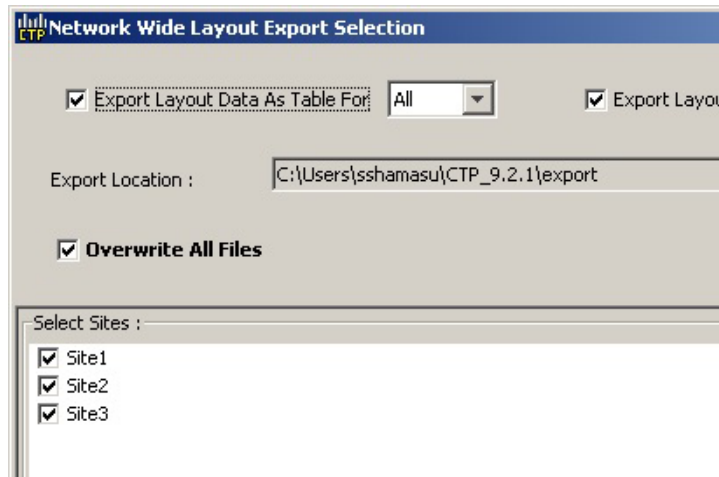 CTP Network Wide Layout Export Selection
Export Layout Data As Table For All Export Layou
Export Location : C:\Users\sshamasu\CTP_9.2.1\export
Overwrite All Files
Select Sites :
Site1
Site2
Site3